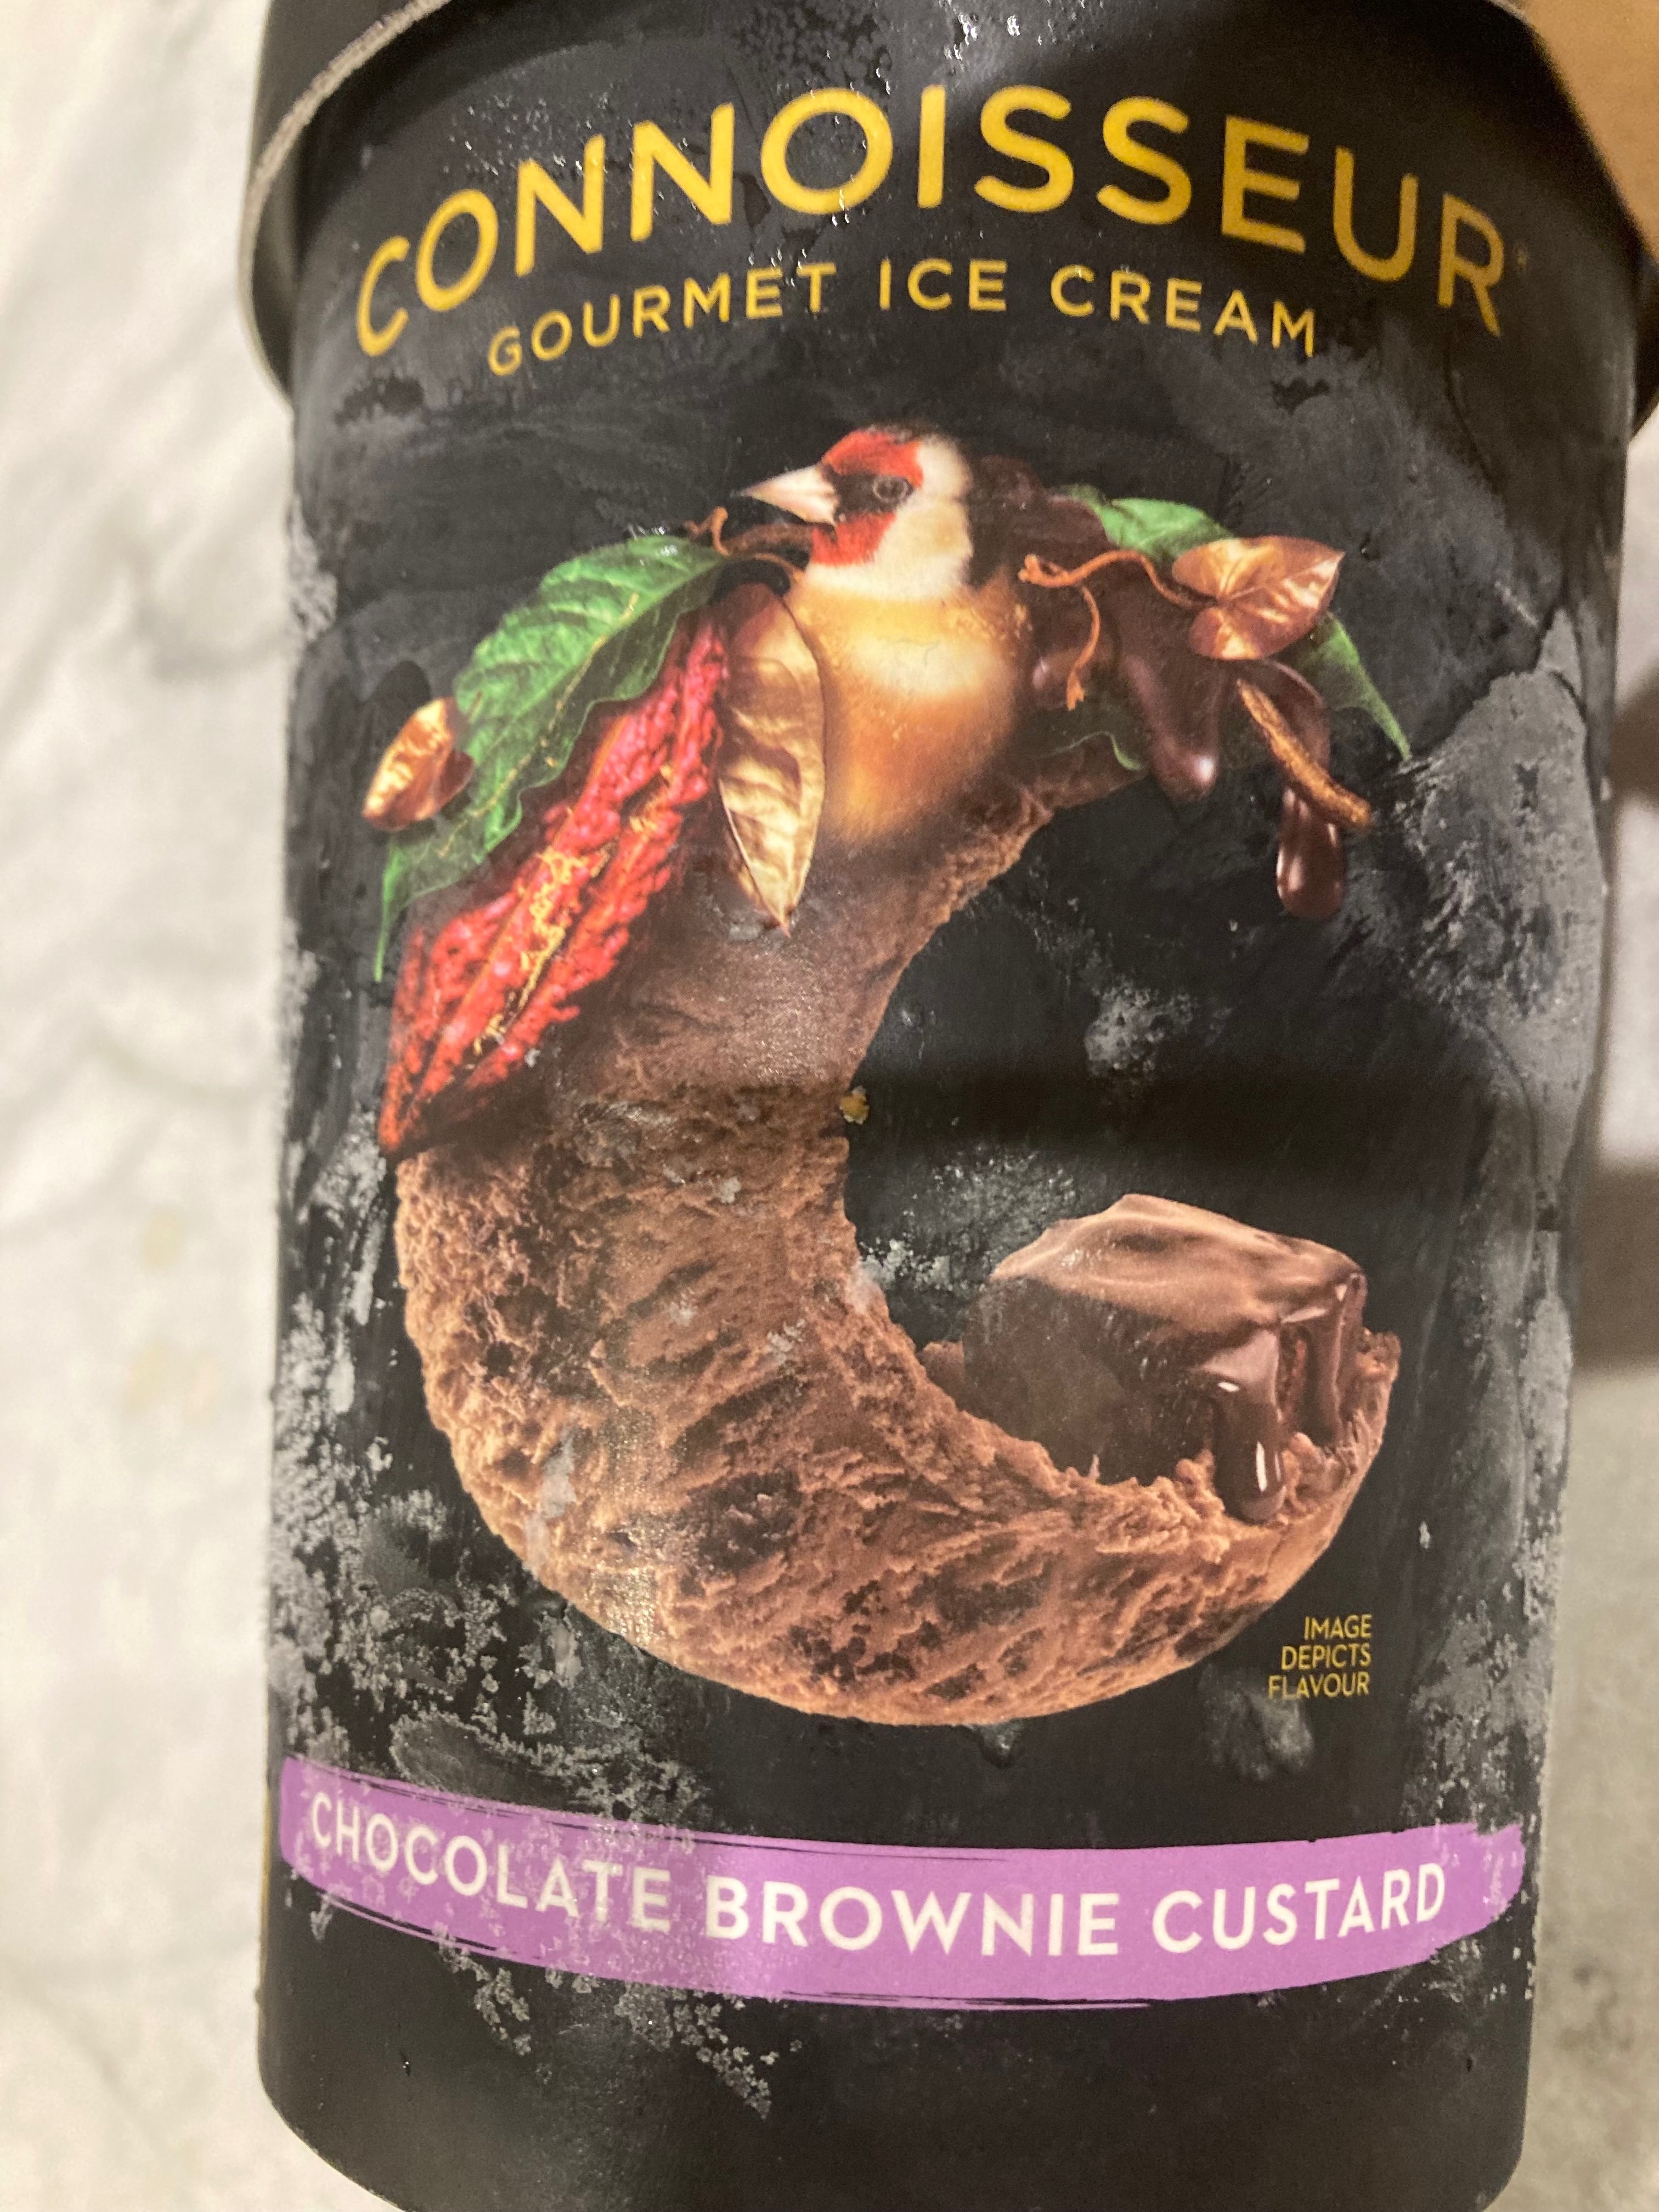 CONNOISSEUR
GOURMET ICE CREAM
IMAGE
DEPICTS
FLAVOUR
CHOCOLATE BROWNIE CUSTARD